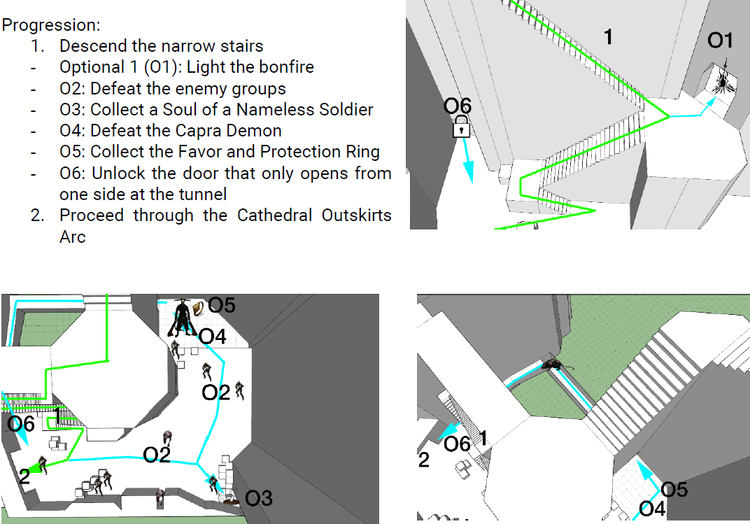 Progression:
1. Descend the narrow stairs
- Optional 1 (O1): Light the bonfire
- O2: Defeat the enemy groups
- O3: Collect a Soul of a Nameless Soldier
- O4: Defeat the Capra Demon
- O5: Collect the Favor and Protection Ring
- O6: Unlock the door that only opens from
one side at the tunnel
2. Proceed through the Cathedral Outskirts
Arc
1
O1
O6
O5
O4
O2
O6
1
O2
2
O3
O6
1
2
O5
O4